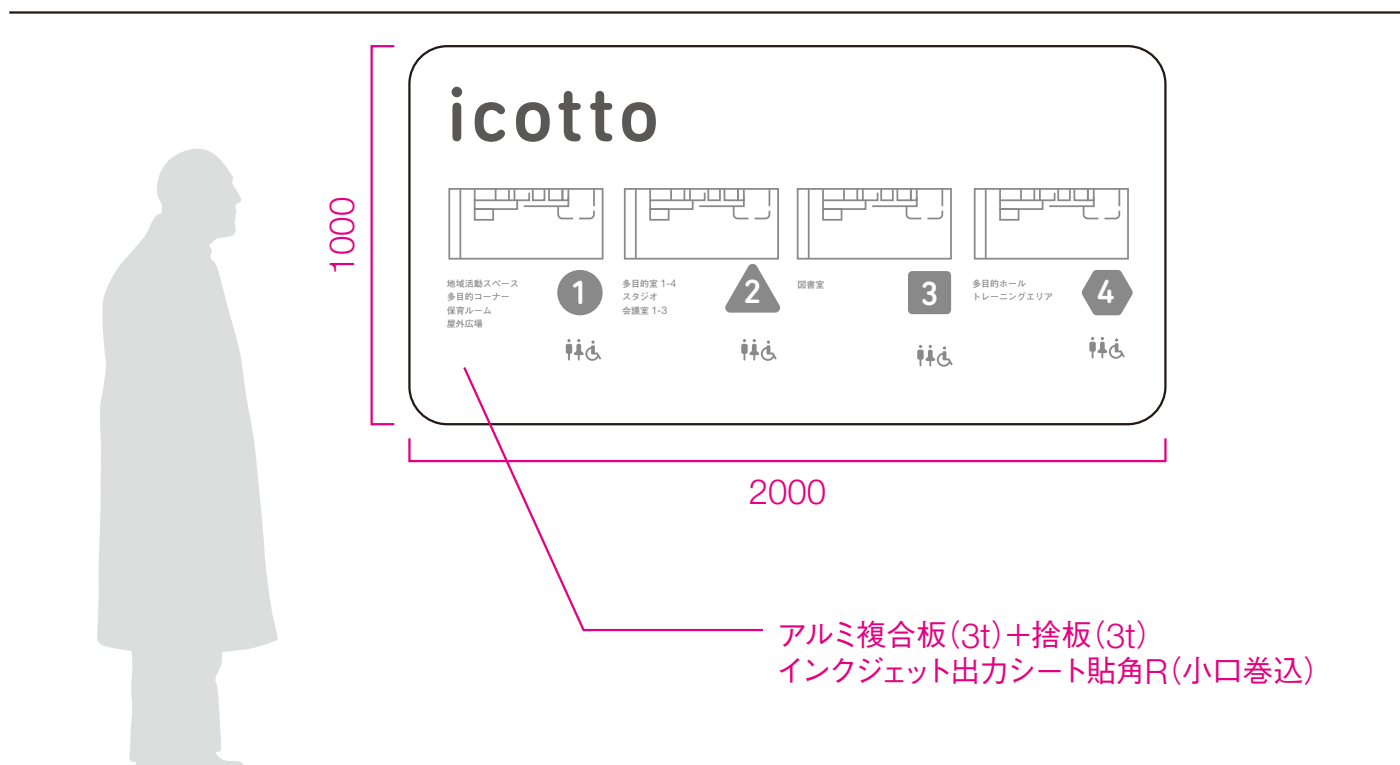 icotto
1000
地域活動スペース
多目的コーナー
保育ルーム
屋外広場
1
多目的室 1-4
スタジオ
会議室 1-3
2
図書室
3
多目的ホール
トレーニングエリア
4
2000
アルミ複合板(3t)+捨板(3t)
インクジェット出力シート貼角R(小口巻込)